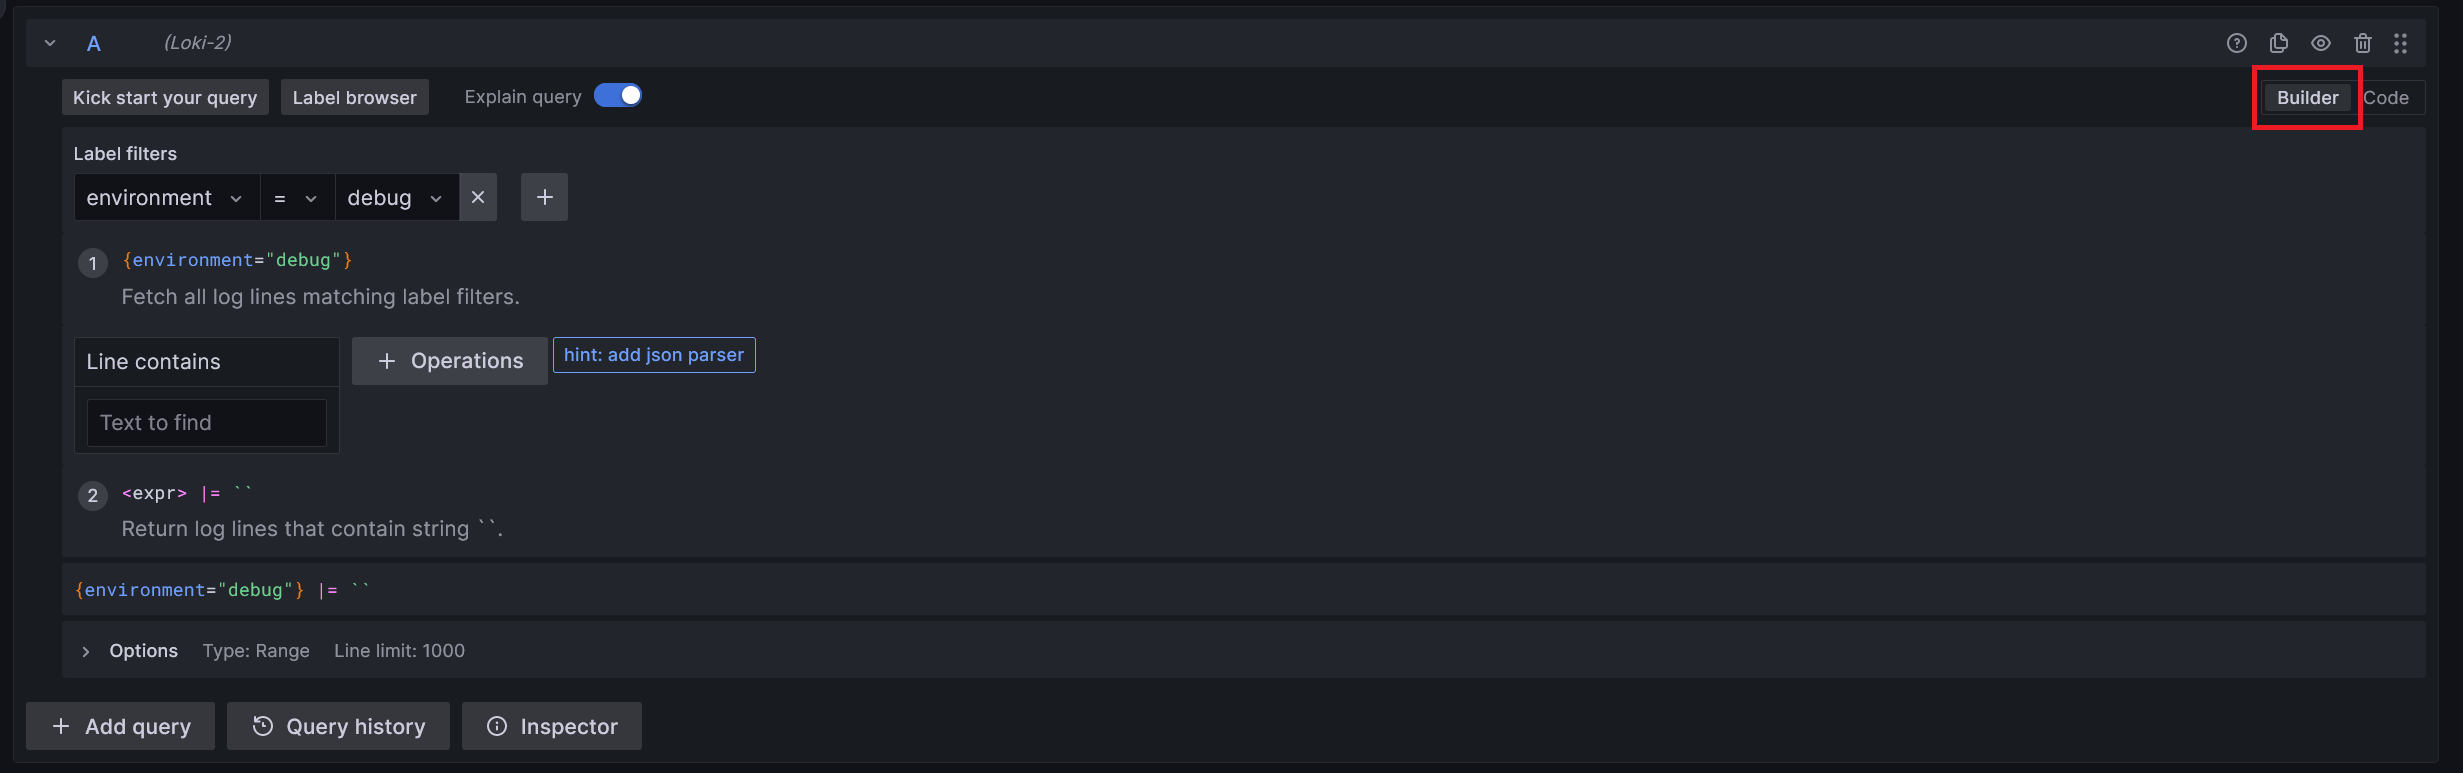 A (Loki-2)
Kick start your query Label browser Explain query Builder Code
Label filters
environment = debug
1 {environment="debug"}
Fetch all log lines matching label filters.
Line contains + Operations hint: add json parser
Text to find
2 <expr> |= ``
Return log lines that contain string ``.
{environment="debug"} |= ``
Options Type: Range Line limit: 1000
+ Add query Query history Inspector